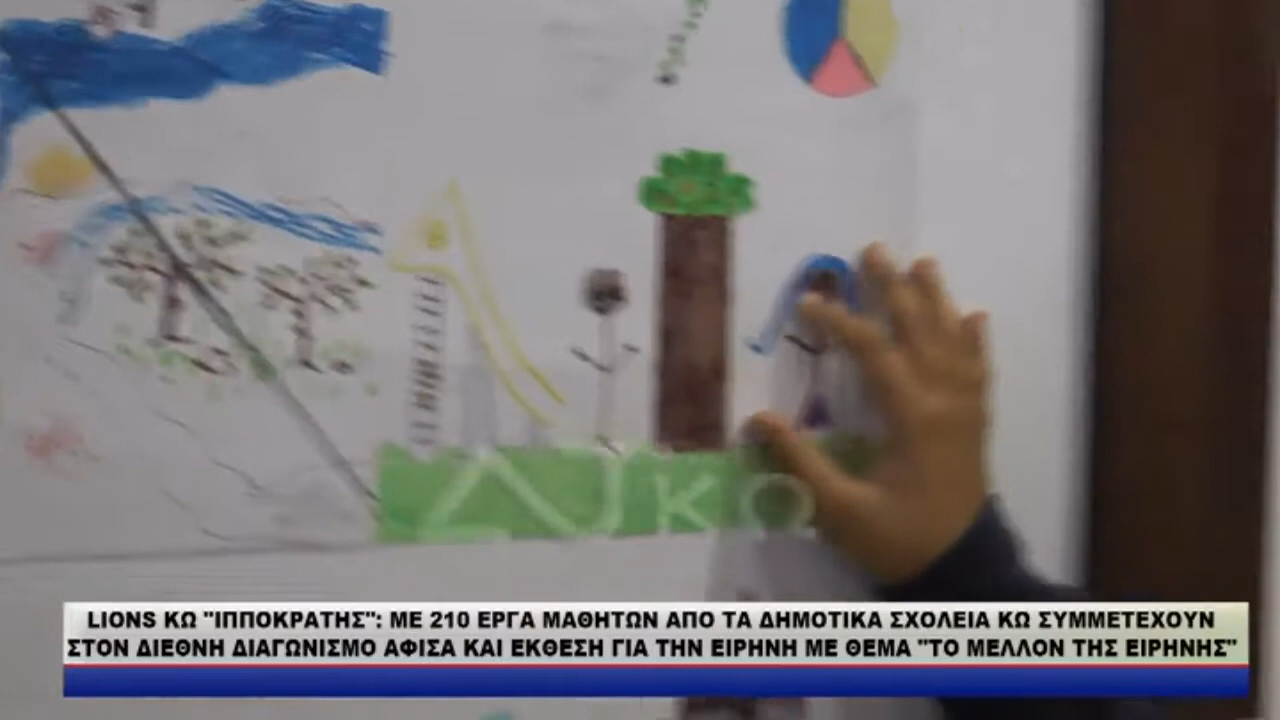 ΚΩ
LIONS ΚΩ "ΙΠΠΟΚΡΑΤΗΣ": ΜΕ 210 ΕΡΓΑ ΜΑΘΗΤΩΝ ΑΠΟ ΤΑ ΔΗΜΟΤΙΚΑ ΣΧΟΛΕΙΑ ΚΩ ΣΥΜΜΕΤΕΧΟΥΝ
ΣΤΟΝ ΔΙΕΘΝΗ ΔΙΑΓΩΝΙΣΜΟ ΑΦΙΣΑ ΚΑΙ ΕΚΘΕΣΗ ΓΙΑ ΤΗΝ ΕΙΡΗΝΗ ΜΕ ΘΕΜΑ "ΤΟ ΜΕΛΛΟΝ ΤΗΣ ΕΙΡΗΝΗΣ"